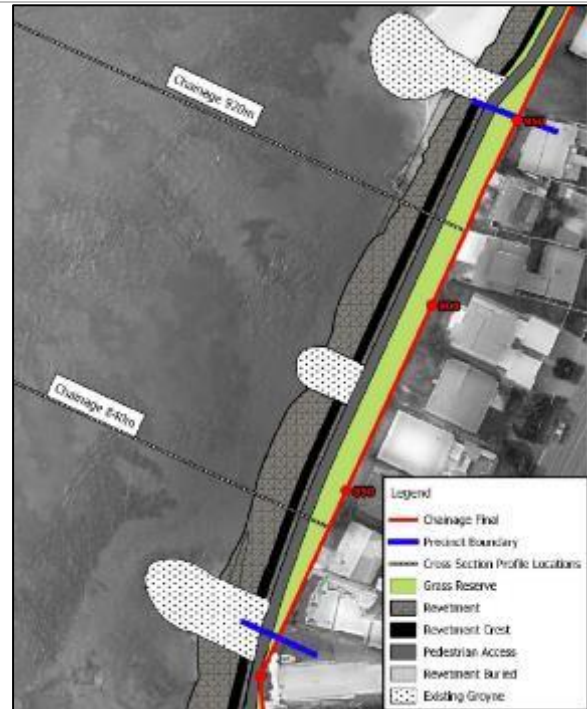 Chainage 920m
Chainage 840m
Legend
Chainage Final
Precinct Boundary
Cross Section Profile Locations
Grass Reserve
Revetment
Revetment Crest
Pedestrian Access
Revetment Buried
Existing Groyne